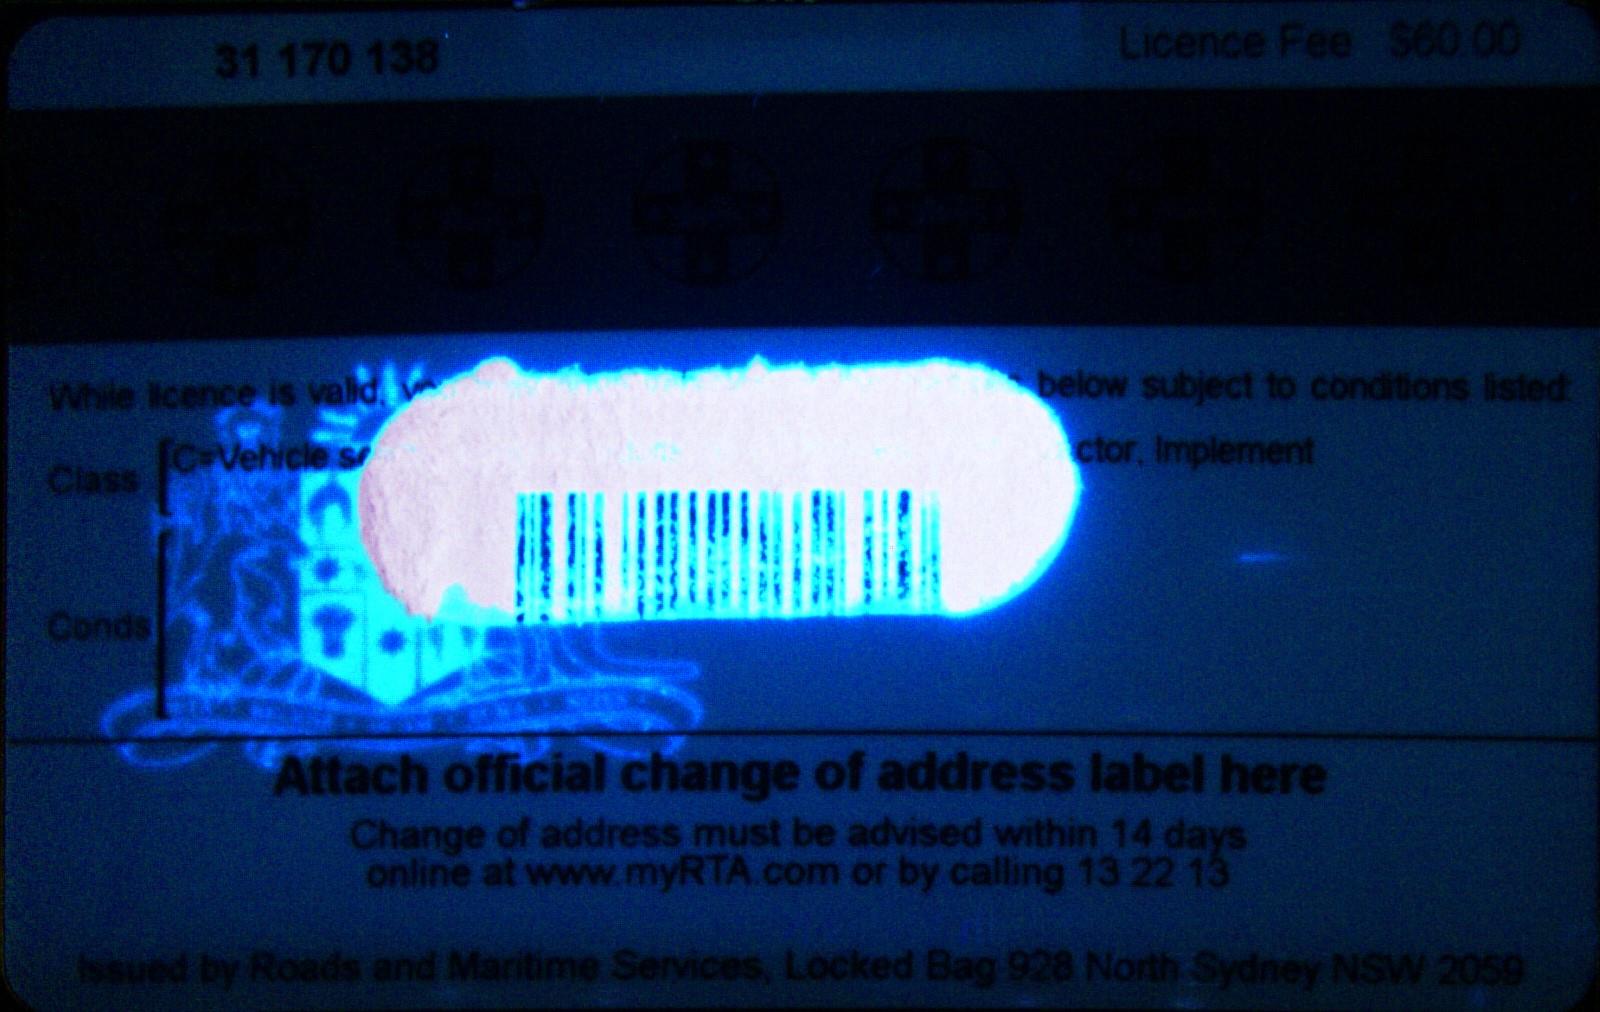 31 170 138 Licence Fee $60.00
While licence is valid, below subject to conditions listed:
Class C=Vehicle Implement
Conds
Attach official change of address label here
Change of address must be advised within 14 days
online at www.myRTA.com or by calling 13 22 13
Issued by Roads and Maritime Services, Locked Bag 928 North Sydney NSW 2059